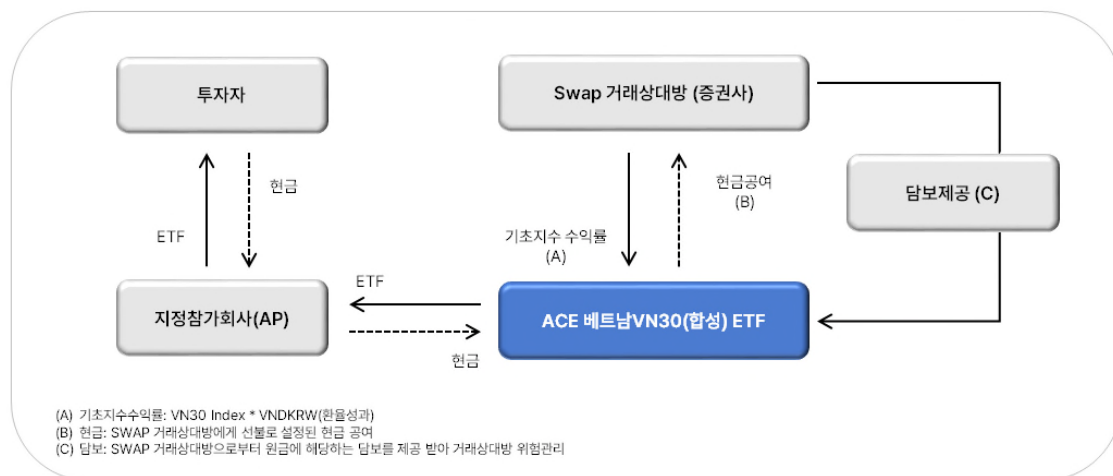 투자자
Swap 거래상대방 (증권사)
현금
ETF
현금공여
(B)
담보제공 (C)
기초지수 수익률
(A)
지정참가회사(AP)
ETF
현금
ACE 베트남VN30(합성) ETF
(A) 기초지수수익률: VN30 Index * VNDKRW(환율성과)
(B) 현금: SWAP 거래상대방에게 선불로 설정된 현금 공여
(C) 담보: SWAP 거래상대방으로부터 원금에 해당하는 담보를 제공 받아 거래상대방 위험관리